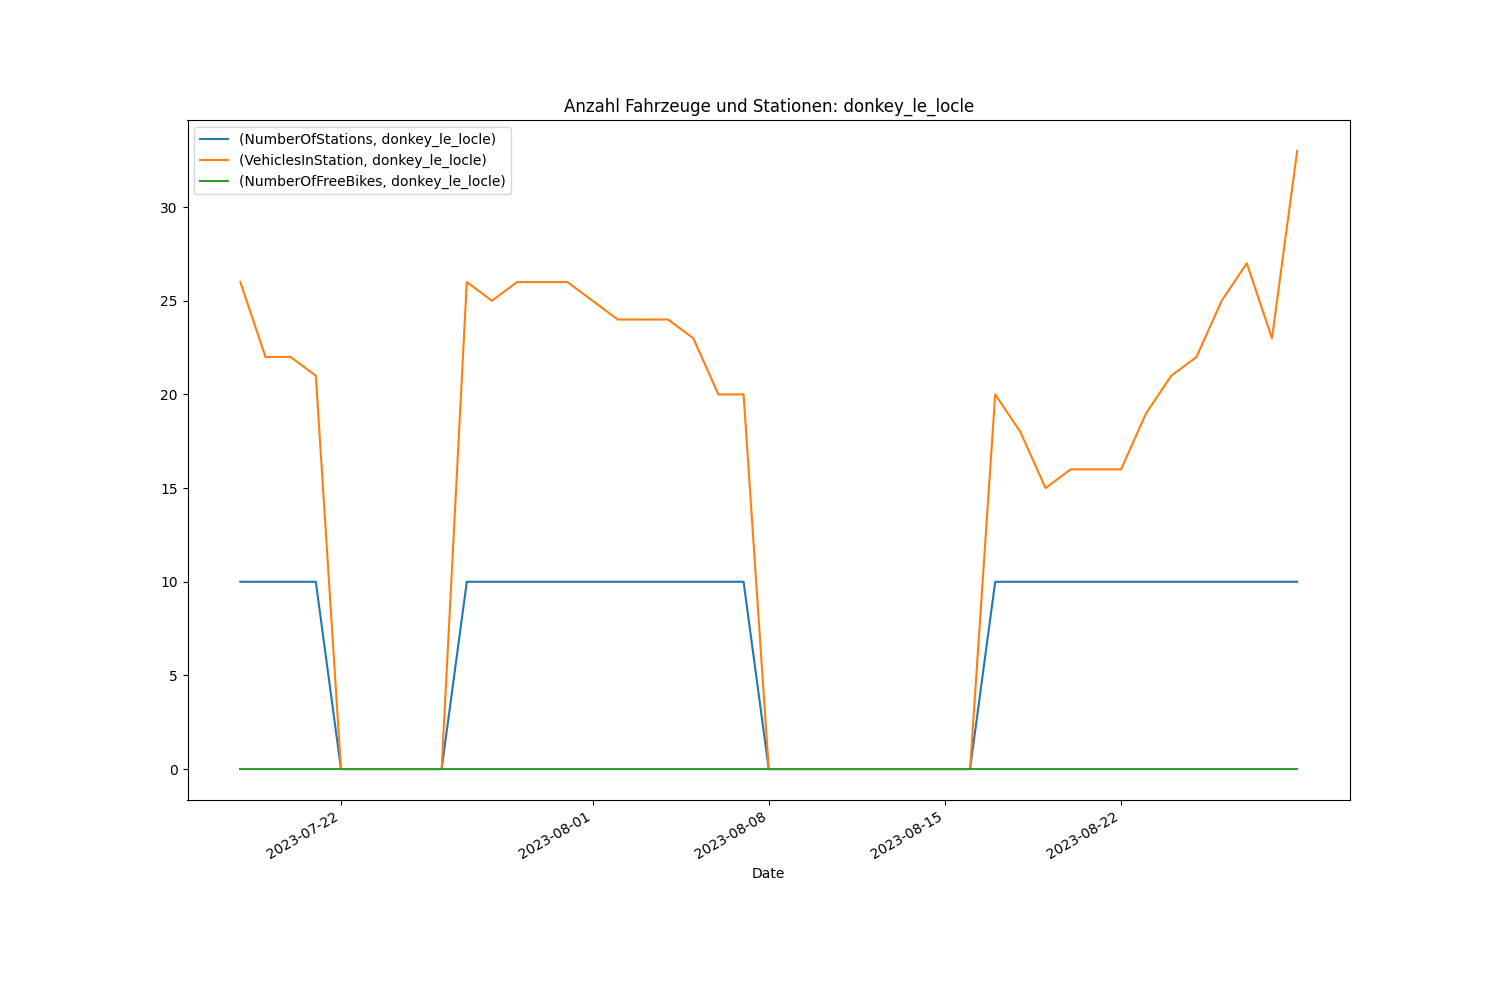 Anzahl Fahrzeuge und Stationen: donkey_le_locle
(NumberOfStations, donkey_le_locle)
(VehiclesInStation, donkey_le_locle)
(NumberOfFreeBikes, donkey_le_locle)
30
25
20
15
10
5
0
2023-07-22
2023-08-01
2023-08-08
2023-08-15
2023-08-22
Date